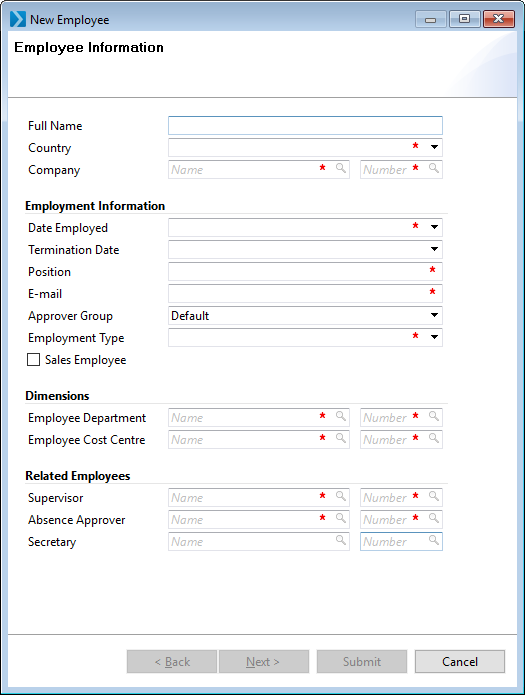 New Employee
Employee Information
Full Name
Country *
Company Name * Number *
Employment Information
Date Employed *
Termination Date
Position *
E-mail *
Approver Group Default
Employment Type *
Sales Employee
Dimensions
Employee Department Name * Number *
Employee Cost Centre Name * Number *
Related Employees
Supervisor Name * Number *
Absence Approver Name * Number *
Secretary Name Number
< Back Next > Submit Cancel